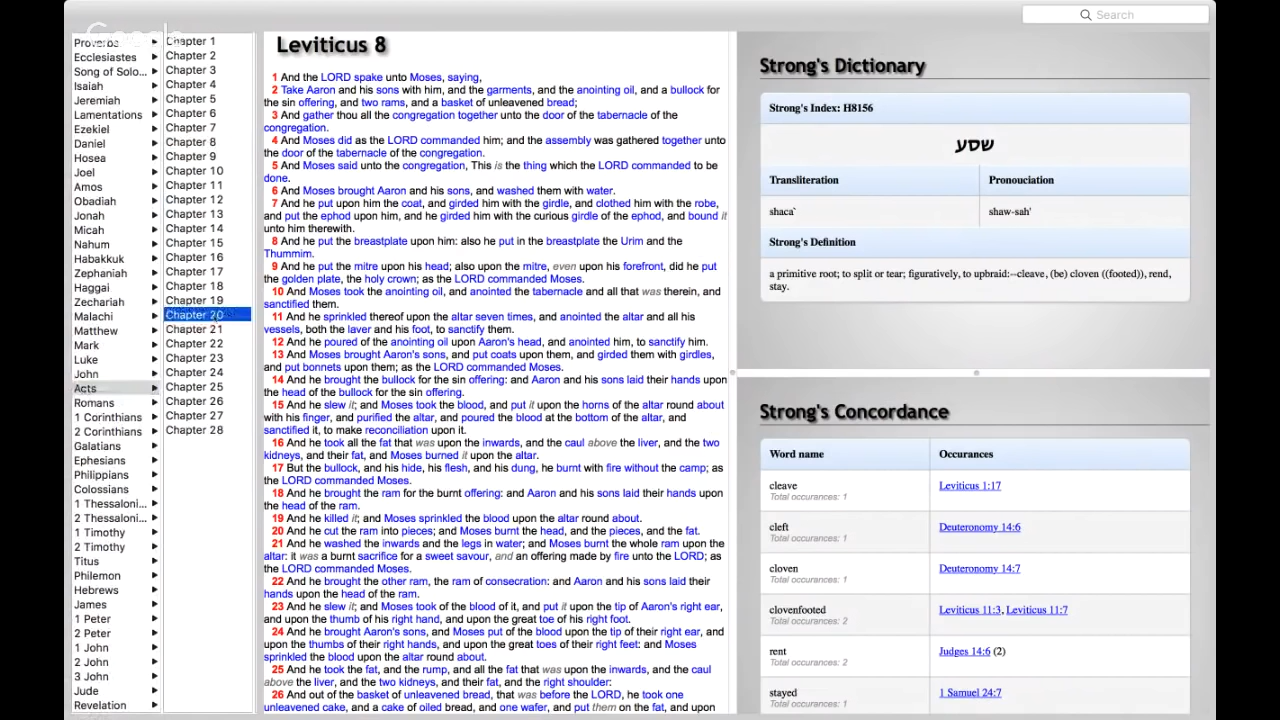 Search
Google
Proverbs
Ecclesiastes
Song of Solo...
Isaiah
Jeremiah
Lamentations
Ezekiel
Daniel
Hosea
Joel
Amos
Obadiah
Jonah
Micah
Nahum
Habakkuk
Zephaniah
Haggai
Zechariah
Malachi
Matthew
Mark
Luke
John
Acts
Romans
1 Corinthians
2 Corinthians
Galatians
Ephesians
Philippians
Colossians
1 Thessaloni...
2 Thessaloni...
1 Timothy
2 Timothy
Titus
Philemon
Hebrews
James
1 Peter
2 Peter
1 John
2 John
3 John
Jude
Revelation
Chapter 1
Chapter 2
Chapter 3
Chapter 4
Chapter 5
Chapter 6
Chapter 7
Chapter 8
Chapter 9
Chapter 10
Chapter 11
Chapter 12
Chapter 13
Chapter 14
Chapter 15
Chapter 16
Chapter 17
Chapter 18
Chapter 19
Chapter 20
Chapter 21
Chapter 22
Chapter 23
Chapter 24
Chapter 25
Chapter 26
Chapter 27
Chapter 28
Leviticus 8
1 And the LORD spake unto Moses, saying,
2 Take Aaron and his sons with him, and the garments, and the anointing oil, and a bullock for
the sin offering, and two rams, and a basket of unleavened bread;
3 And gather thou all the congregation together unto the door of the tabernacle of the
congregation.
4 And Moses did as the LORD commanded him; and the assembly was gathered together unto
the door of the tabernacle of the congregation.
5 And Moses said unto the congregation, This is the thing which the LORD commanded to be
done.
6 And Moses brought Aaron and his sons, and washed them with water.
7 And he put upon him the coat, and girded him with the girdle, and clothed him with the robe,
and put the ephod upon him, and he girded him with the curious girdle of the ephod, and bound it
unto him therewith.
8 And he put the breastplate upon him: also he put in the breastplate the Urim and the
Thummim.
9 And he put the mitre upon his head; also upon the mitre, even upon his forefront, did he put
the golden plate, the holy crown; as the LORD commanded Moses.
10 And Moses took the anointing oil, and anointed the tabernacle and all that was therein, and
sanctified them.
11 And he sprinkled thereof upon the altar seven times, and anointed the altar and all his
vessels, both the laver and his foot, to sanctify them.
12 And he poured of the anointing oil upon Aaron's head, and anointed him, to sanctify him.
13 And Moses brought Aaron's sons, and put coats upon them, and girded them with girdles,
and put bonnets upon them; as the LORD commanded Moses.
14 And he brought the bullock for the sin offering: and Aaron and his sons laid their hands upon
the head of the bullock for the sin offering.
15 And he slew it; and Moses took the blood, and put it upon the horns of the altar round about
with his finger, and purified the altar, and poured the blood at the bottom of the altar, and
sanctified it, to make reconciliation upon it.
16 And he took all the fat that was upon the inwards, and the caul above the liver, and the two
kidneys, and their fat, and Moses burned it upon the altar.
17 But the bullock, and his hide, his flesh, and his dung, he burnt with fire without the camp; as
the LORD commanded Moses.
18 And he brought the ram for the burnt offering: and Aaron and his sons laid their hands upon
the head of the ram.
19 And he killed it; and Moses sprinkled the blood upon the altar round about.
20 And he cut the ram into pieces; and Moses burnt the head, and the pieces, and the fat.
21 And he washed the inwards and the legs in water; and Moses burnt the whole ram upon the
altar: it was a burnt sacrifice for a sweet savour, and an offering made by fire unto the LORD; as
the LORD commanded Moses.
22 And he brought the other ram, the ram of consecration: and Aaron and his sons laid their
hands upon the head of the ram.
23 And he slew it; and Moses took of the blood of it, and put it upon the tip of Aaron's right ear,
and upon the thumb of his right hand, and upon the great toe of his right foot.
24 And he brought Aaron's sons, and Moses put of the blood upon the tip of their right ear, and
upon the thumbs of their right hands, and upon the great toes of their right feet: and Moses
sprinkled the blood upon the altar round about.
25 And he took the fat, and the rump, and all the fat that was upon the inwards, and the caul
above the liver, and the two kidneys, and their fat, and the right shoulder:
26 And out of the basket of unleavened bread, that was before the LORD, he took one
unleavened cake, and a cake of oiled bread, and one wafer, and put them on the fat, and upon
Strong's Dictionary
Strong's Index: H8156
שסע
Transliteration Pronouciation
shaca` shaw-sah'
Strong's Definition
a primitive root; to split or tear; figuratively, to upbraid:--cleave, (be) cloven ((footed), rend,
stay.
Strong's Concordance
Word name Occurances
cleave Leviticus 1:17
Total occurances: 1
cleft Deuteronomy 14:6
Total occurances: 1
cloven Deuteronomy 14:7
Total occurances: 1
clovenfooted Leviticus 11:3, Leviticus 11:7
Total occurances: 2
rent Judges 14:6 (2)
Total occurances: 2
stayed 1 Samuel 24:7
Total occurances: 1